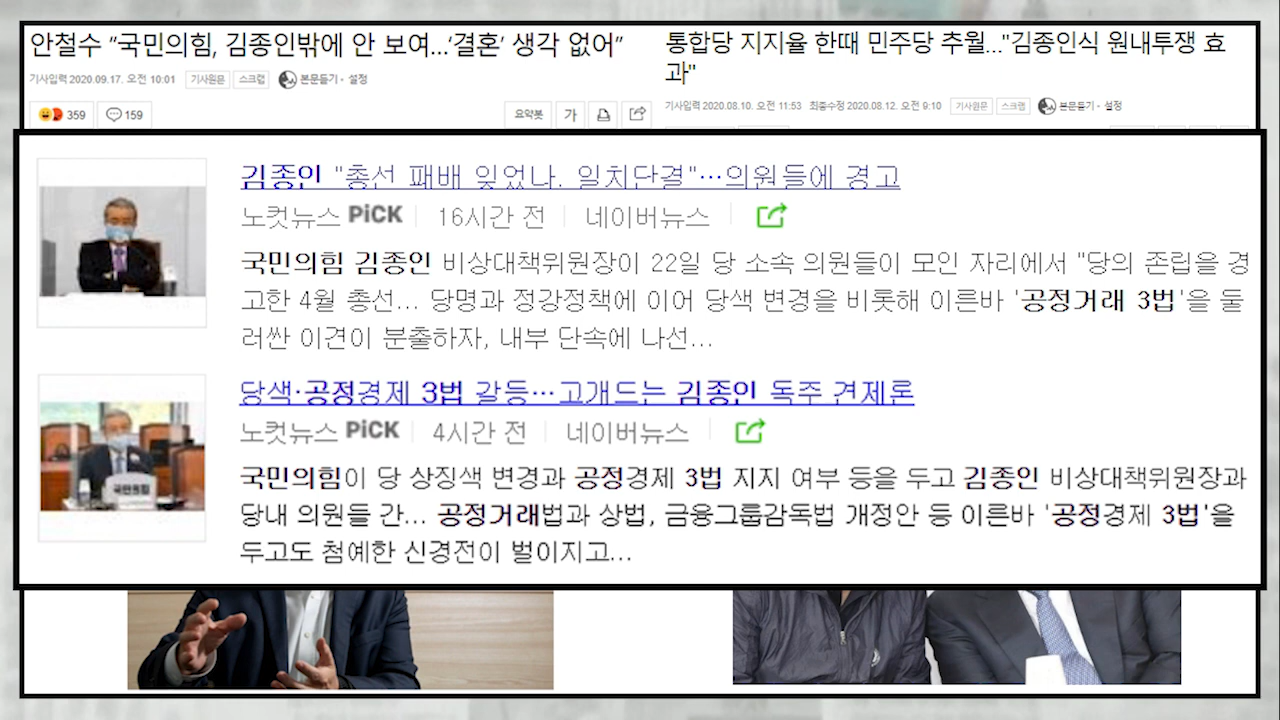 안철수 "국민의힘, 김종인밖에 안 보여...'결혼' 생각 없어"
기사입력 2020.09.17. 오전 10:01 기사원문 스크랩 본문듣기 · 설정
359 159 요약봇 가
통합당 지지율 한때 민주당 추월..."김종인식 원내투쟁 효
과"
기사입력 2020.08.10. 오전 11:53 최종수정 2020.08.12. 오전 9:10 기사원문 스크랩 본문듣기 · 설정
김종인 "총선 패배 잊었나. 일치단결"…의원들에 경고
노컷뉴스 PiCK 16시간 전 네이버뉴스
국민의힘 김종인 비상대책위원장이 22일 당 소속 의원들이 모인 자리에서 "당의 존립을 경
고한 4월 총선... 당명과 정강정책에 이어 당색 변경을 비롯해 이른바 '공정거래 3법'을 둘
러싼 이견이 분출하자, 내부 단속에 나선...
당색·공정경제 3법 갈등…고개드는 김종인 독주 견제론
노컷뉴스 PiCK 4시간 전 네이버뉴스
국민의힘이 당 상징색 변경과 공정경제 3법 지지 여부 등을 두고 김종인 비상대책위원장과
당내 의원들 간... 공정거래법과 상법, 금융그룹감독법 개정안 등 이른바 '공정경제 3법'을
두고도 첨예한 신경전이 벌이지고...
국민의힘